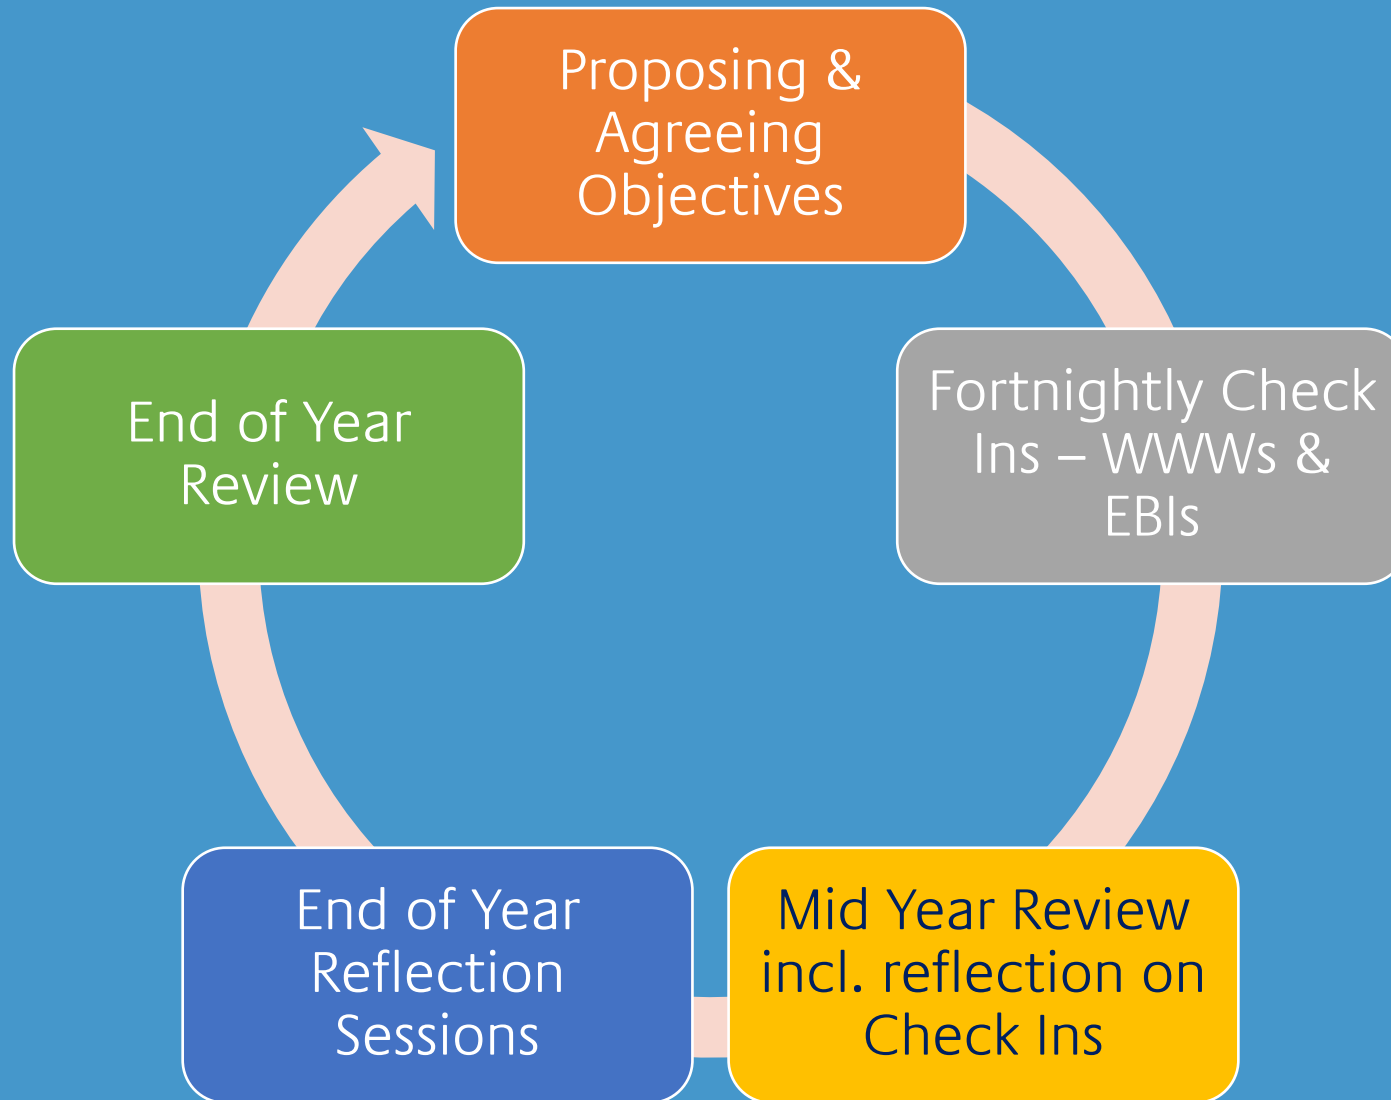 Proposing &
Agreeing
Objectives
Fortnightly Check
Ins – WWWs &
EBIs
Mid Year Review
incl. reflection on
Check Ins
End of Year
Reflection
Sessions
End of Year
Review